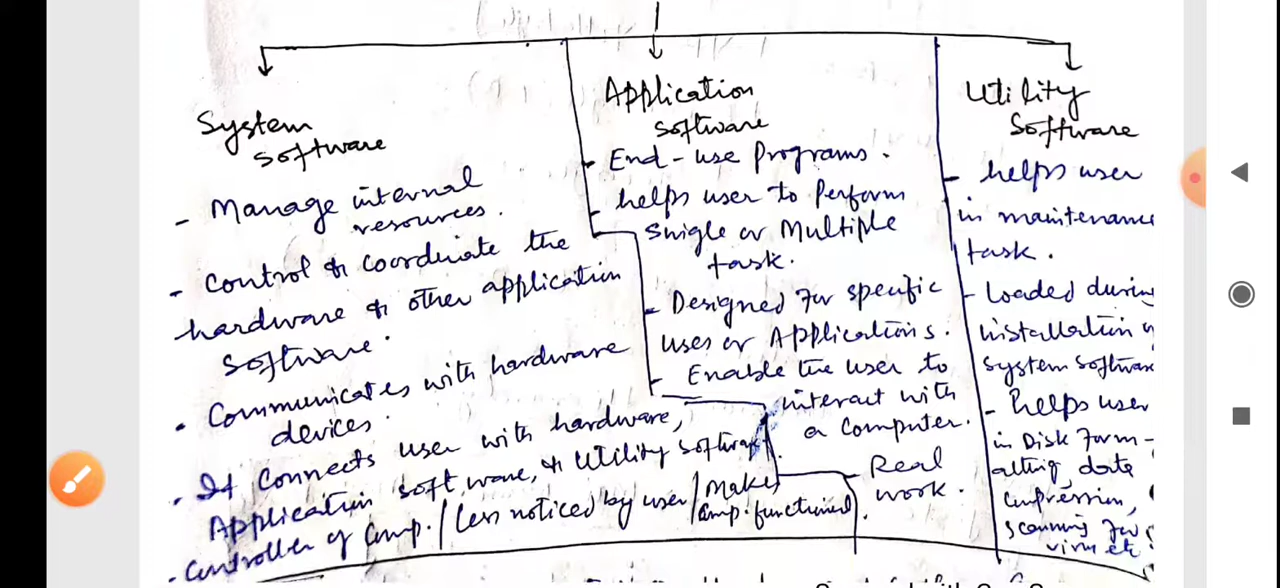 System
Software
- Manage internal
resources.
- Control & coordinate the
hardware & other application
Software.
- Communicates with hardware
devices.
- It Connects user with hardware,
Application software, & Utility Software
- Controller of Comp. / Less noticed by user / Makes
Comp. functional.
Application
Software
- End-use Programs.
- helps user to Perform
Single or Multiple
task.
- Designed for specific
uses or Applications.
- Enable the user to
interact with
a Computer.
- Real
work.
Utility
Software
- helps user
in maintenance
task.
- Loaded during
installation
System Software
- helps user
in Disk Form-
atting data
Compression,
scanning for
virus etc.